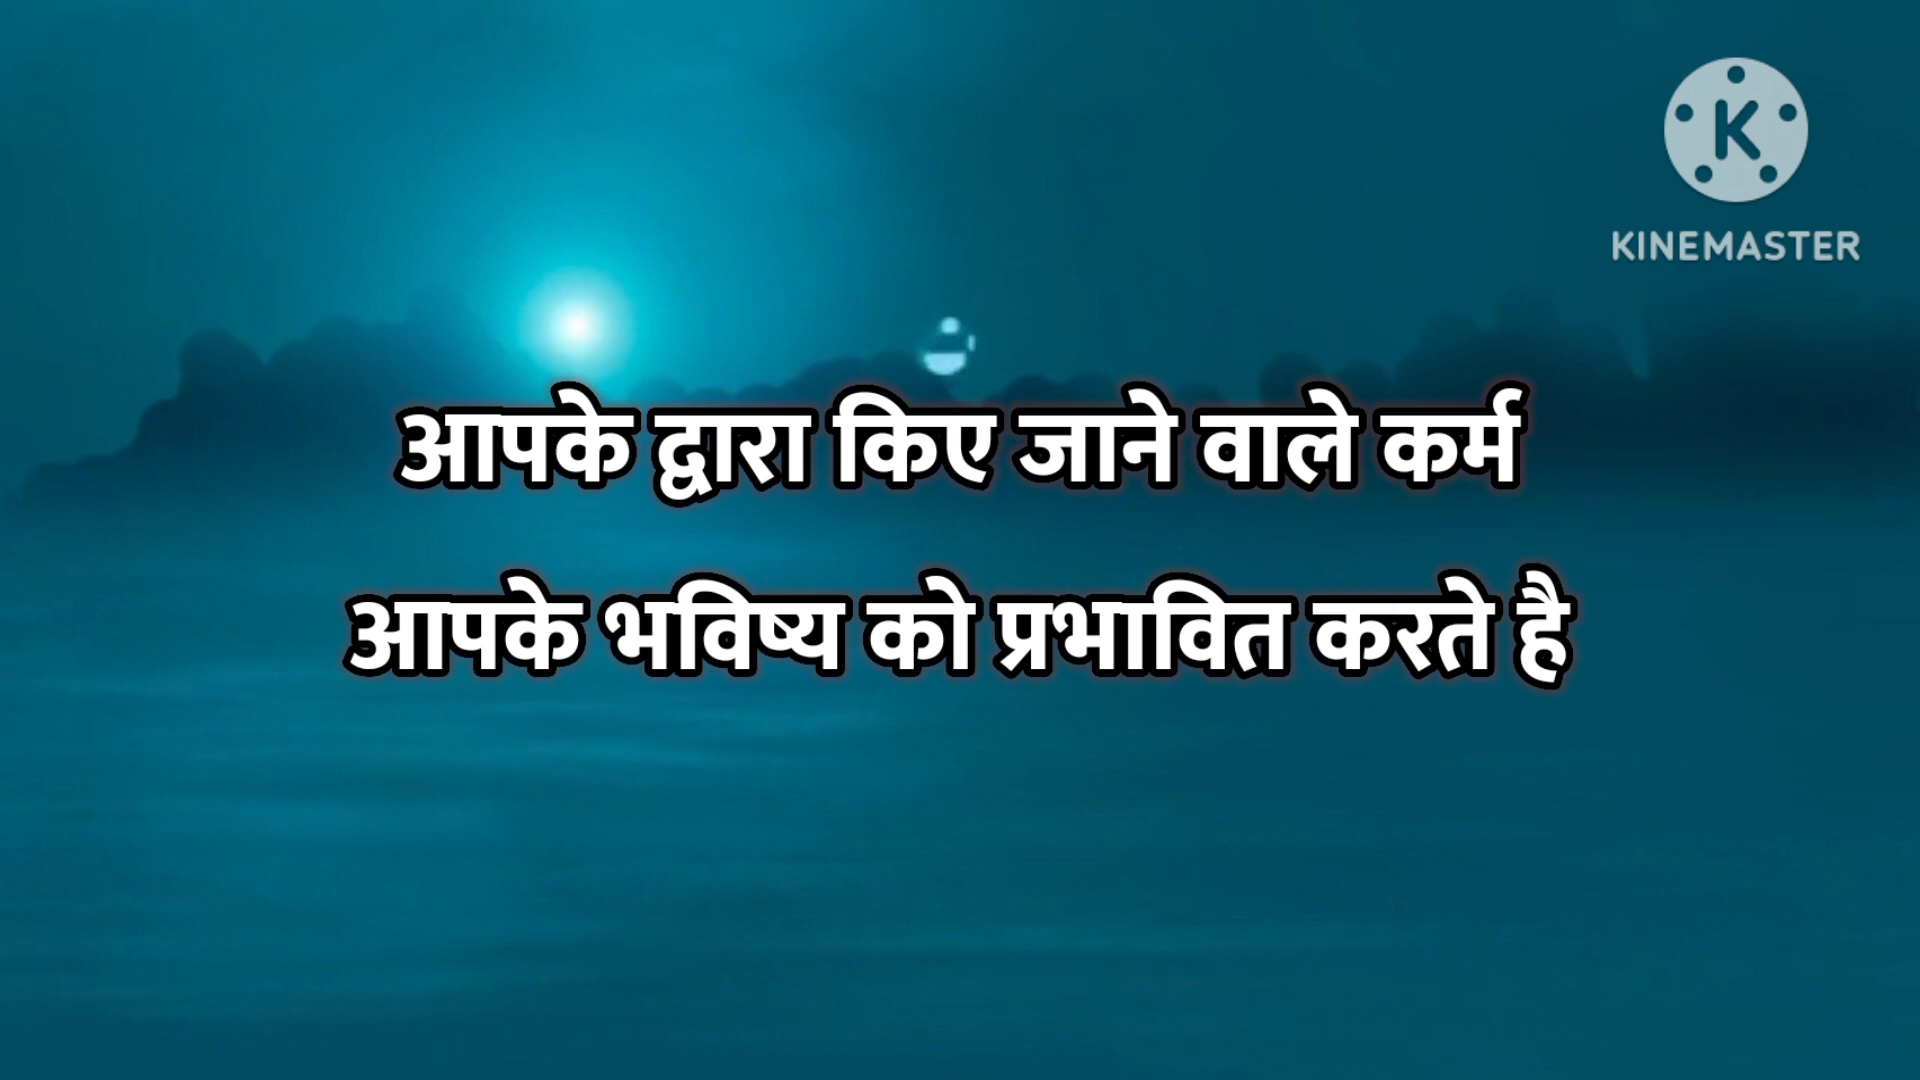 K
KINEMASTER
आपके द्वारा किए जाने वाले कर्म
आपके भविष्य को प्रभावित करते है